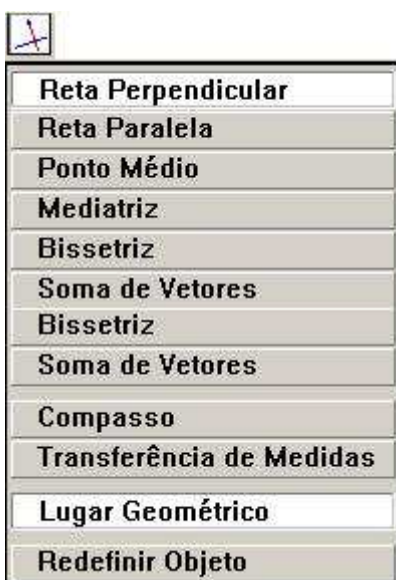 Reta Perpendicular
Reta Paralela
Ponto Médio
Mediatriz
Bissetriz
Soma de Vetores
Bissetriz
Soma de Vetores
Compasso
Transferência de Medidas
Lugar Geométrico
Redefinir Objeto